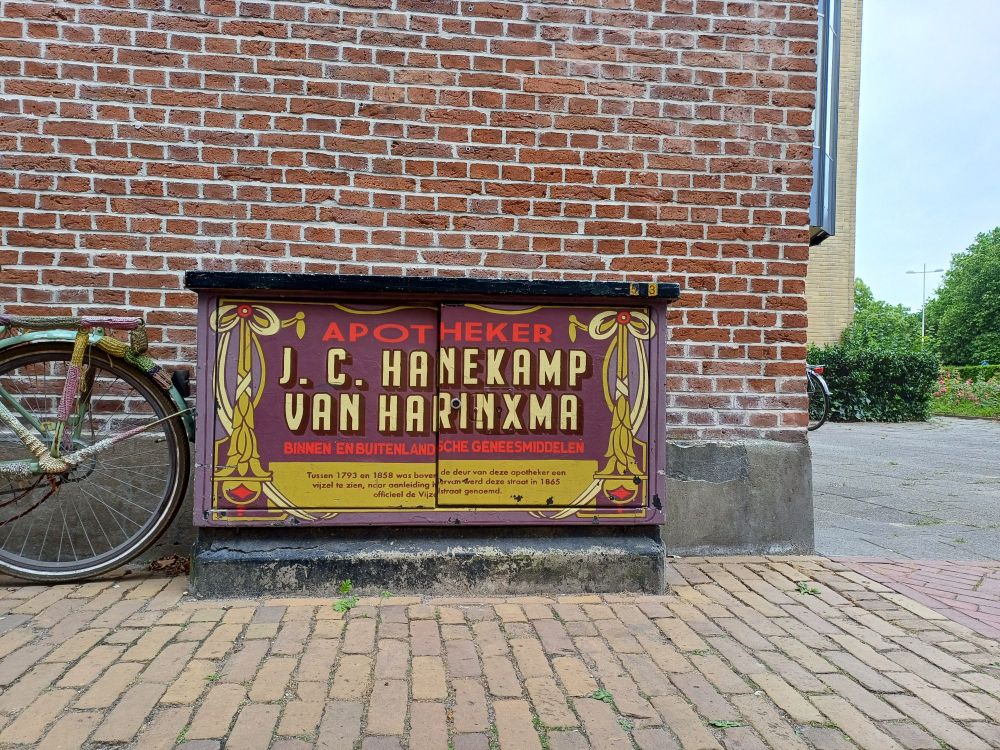 APOTHEKER
J. C. HANEKAMP
VAN HARINXMA
BINNEN EN BUITENLANDSCHE GENEESMIDDELEN
Tussen 1793 en 1858 was boven de deur van deze apotheker een
vijzel te zien, naar aanleiding hiervan werd deze straat in 1865
officieel de Vijzelstraat genoemd.